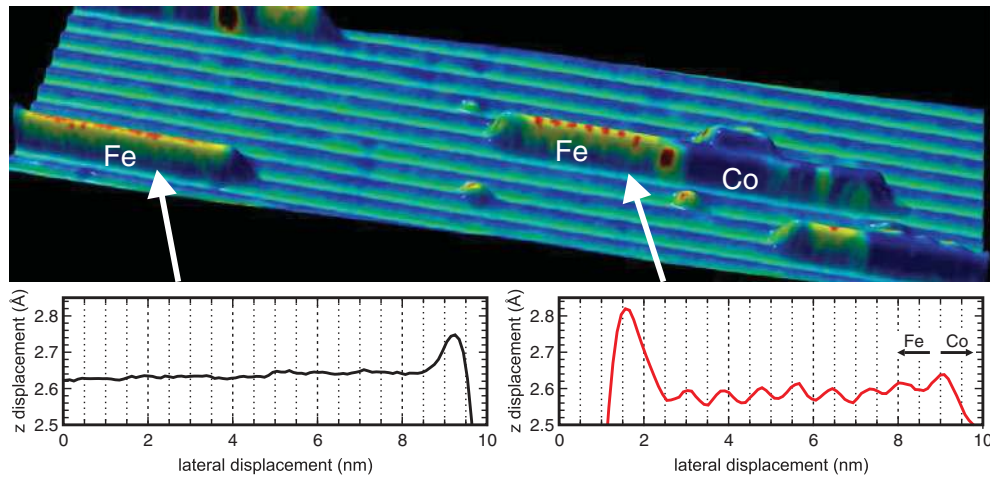 Fe
Fe
Co
z displacement (Å)
2.8
2.7
2.6
2.5
0
2
4
6
8
10
lateral displacement (nm)
z displacement (Å)
2.8
2.7
2.6
2.5
Fe
Co
0
2
4
6
8
10
lateral displacement (nm)